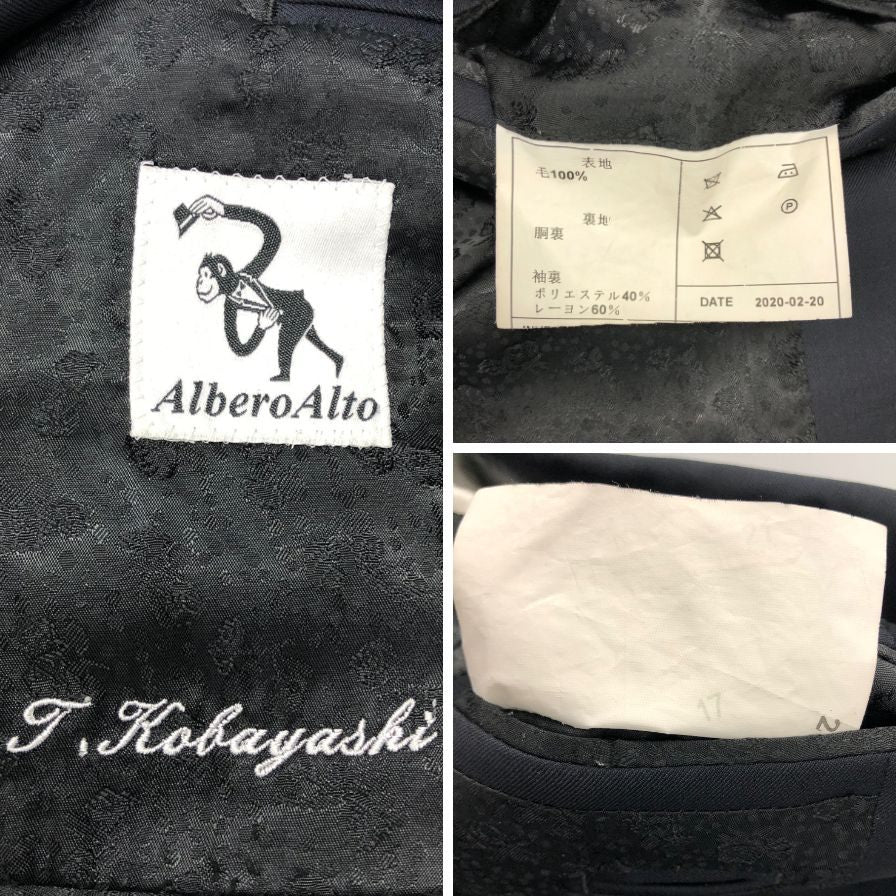 AlberoAlto
T.Kobayashi
表地
毛100%
裏地
胴裏
袖裏
ポリエステル40%
レーヨン60%
P
DATE 2020-02-20
17
2